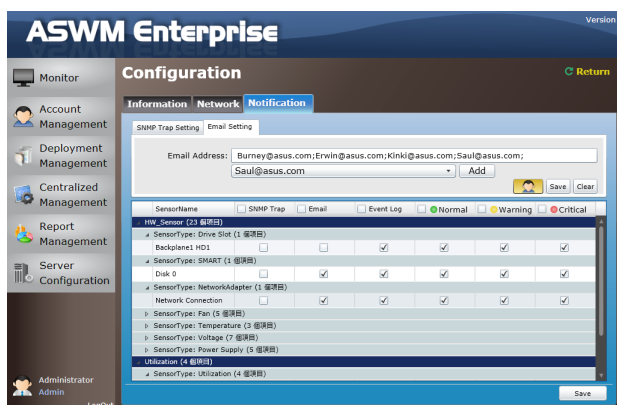 Version
ASWM Enterprise
Monitor
Account
Management
Deployment
Management
Centralized
Management
Report
Management
Server
Configuration
Administrator
Admin
LogOut
Configuration
Return
Information Network Notification
SNMP Trap Setting Email Setting
Email Address: Burney@asus.com;Erwin@asus.com;Kinki@asus.com;Saul@asus.com;
Saul@asus.com Add
Save Clear
SensorName SNMP Trap Email Event Log Normal Warning Critical
HW_Sensor (23 個項目)
SensorType: Drive Slot (1 個項目)
Backplane1 HD1
SensorType: SMART (1 個項目)
Disk 0
SensorType: NetworkAdapter (1 個項目)
Network Connection
SensorType: Fan (5 個項目)
SensorType: Temperature (3 個項目)
SensorType: Voltage (7 個項目)
SensorType: Power Supply (5 個項目)
Utilization (4 個項目)
SensorType: Utilization (4 個項目)
Save